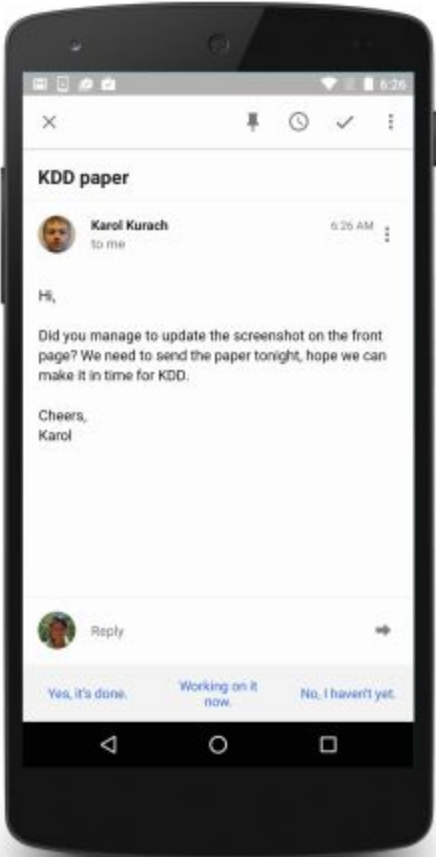 6:26
KDD paper
Karol Kurach
6:26 AM
to me
Hi,
Did you manage to update the screenshot on the front
page? We need to send the paper tonight, hope we can
make it in time for KDD.
Cheers,
Karol
Reply
Yes, it's done.
Working on it
now.
No, I haven't yet.